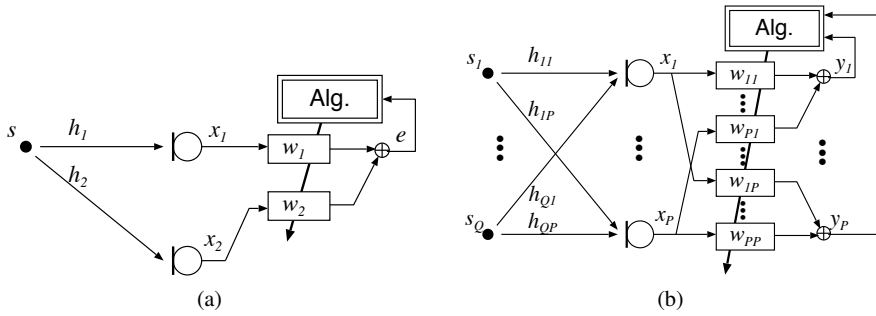 Alg.
s
h1
h2
x1
x2
w1
w2
e
(a)
Alg.
s1
sQ
h11
h1P
hQ1
hQP
x1
xP
w11
wP1
w1P
wPP
y1
yP
(b)